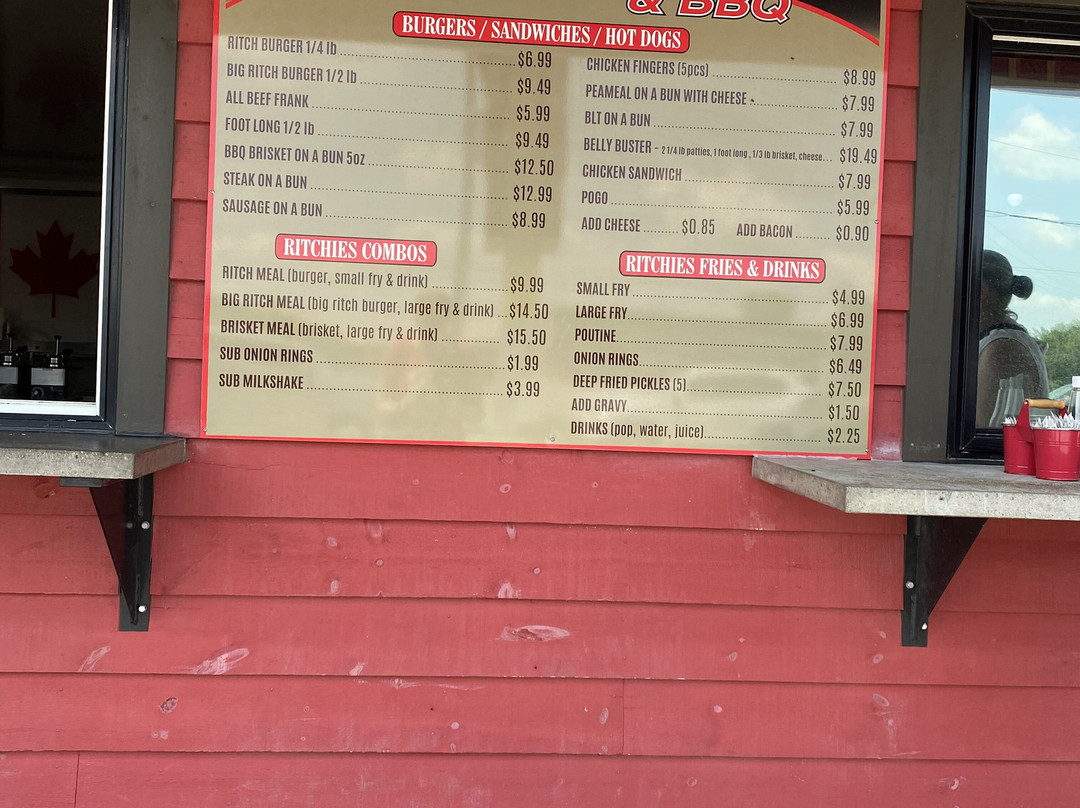 & BBQ
BURGERS / SANDWICHES / HOT DOGS
RITCH BURGER 1/4 lb $6.99
BIG RITCH BURGER 1/2 lb $9.49
ALL BEEF FRANK $5.99
FOOT LONG 1/2 lb $9.49
BBQ BRISKET ON A BUN 5oz $12.50
STEAK ON A BUN $12.99
SAUSAGE ON A BUN $8.99
CHICKEN FINGERS (5pcs) $8.99
PEAMEAL ON A BUN WITH CHEESE $7.99
BLT ON A BUN $7.99
BELLY BUSTER - 2 1/4 lb patties, 1 foot long , 1/3 lb brisket, cheese... $19.49
CHICKEN SANDWICH $7.99
POGO $5.99
ADD CHEESE $0.85 ADD BACON $0.90
RITCHIES COMBOS
RITCH MEAL (burger, small fry & drink) $9.99
BIG RITCH MEAL (big ritch burger, large fry & drink) $14.50
BRISKET MEAL (brisket, large fry & drink) $15.50
SUB ONION RINGS $1.99
SUB MILKSHAKE $3.99
RITCHIES FRIES & DRINKS
SMALL FRY $4.99
LARGE FRY $6.99
POUTINE $7.99
ONION RINGS $6.49
DEEP FRIED PICKLES (5) $7.50
ADD GRAVY $1.50
DRINKS (pop, water, juice) $2.25